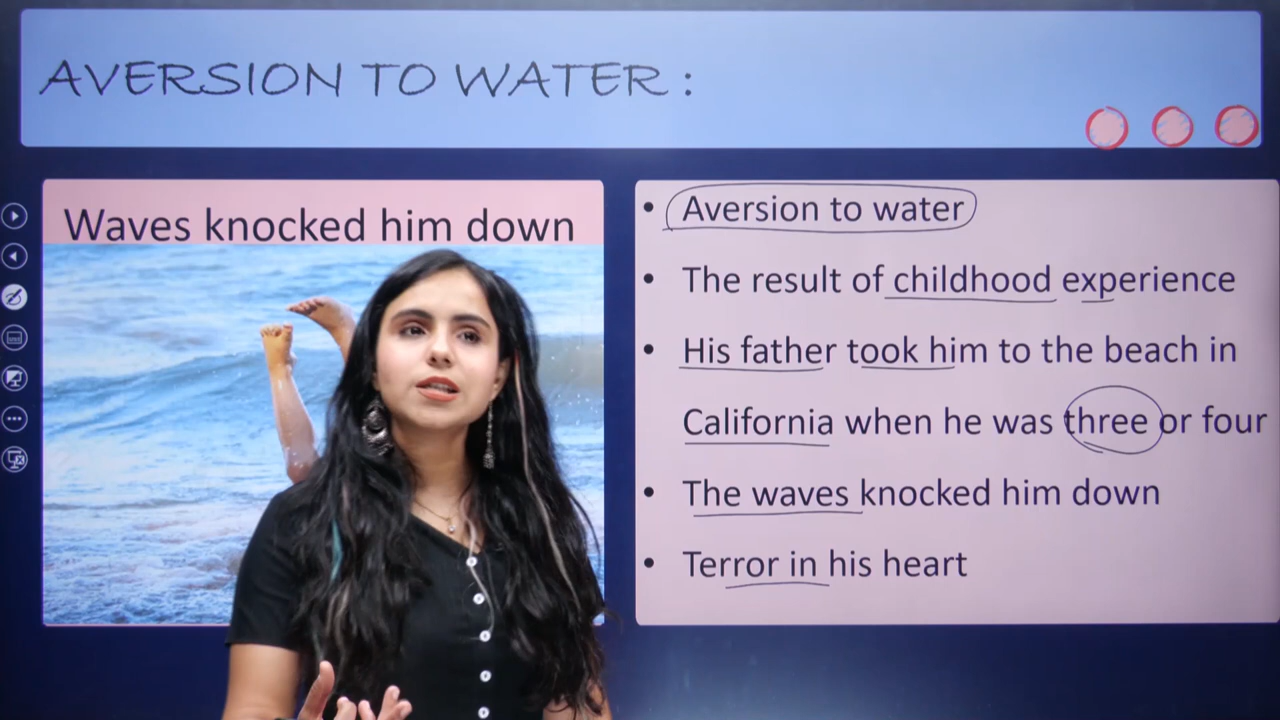 AVERSION TO WATER :
Waves knocked him down
• Aversion to water
• The result of childhood experience
• His father took him to the beach in
California when he was three or four
• The waves knocked him down
• Terror in his heart